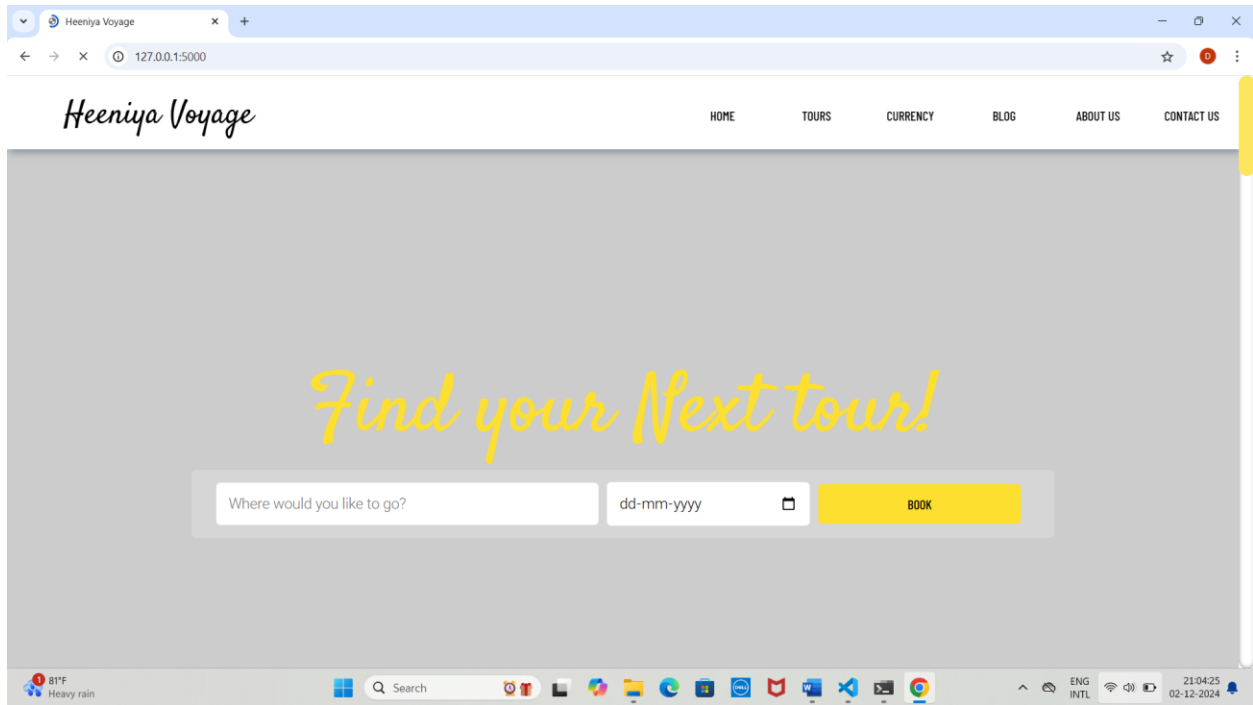 Heeniya Voyage
127.0.0.1:5000
D
Heeniya Voyage
HOME TOURS CURRENCY BLOG ABOUT US CONTACT US
Find your Next tour!
Where would you like to go? dd-mm-yyyy BOOK
1 81°F Search ENG 21:04:25
Heavy rain INTL 02-12-2024